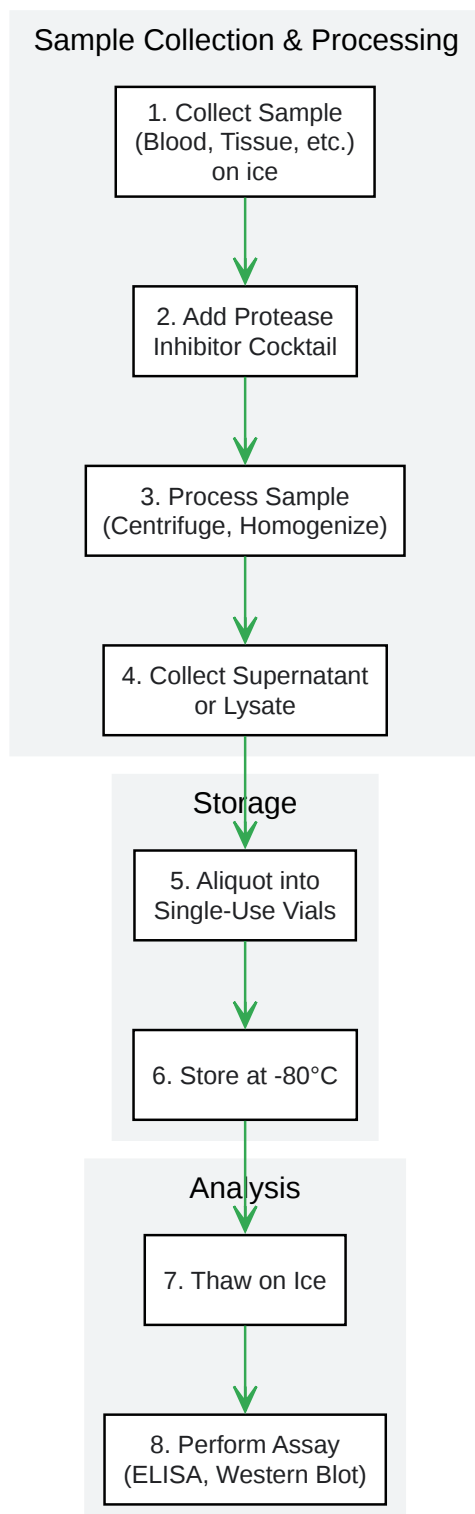 Sample Collection & Processing
1. Collect Sample
(Blood, Tissue, etc.)
on ice
2. Add Protease
Inhibitor Cocktail
3. Process Sample
(Centrifuge, Homogenize)
4. Collect Supernatant
or Lysate
Storage
5. Aliquot into
Single-Use Vials
6. Store at -80°C
Analysis
7. Thaw on Ice
8. Perform Assay
(ELISA, Western Blot)